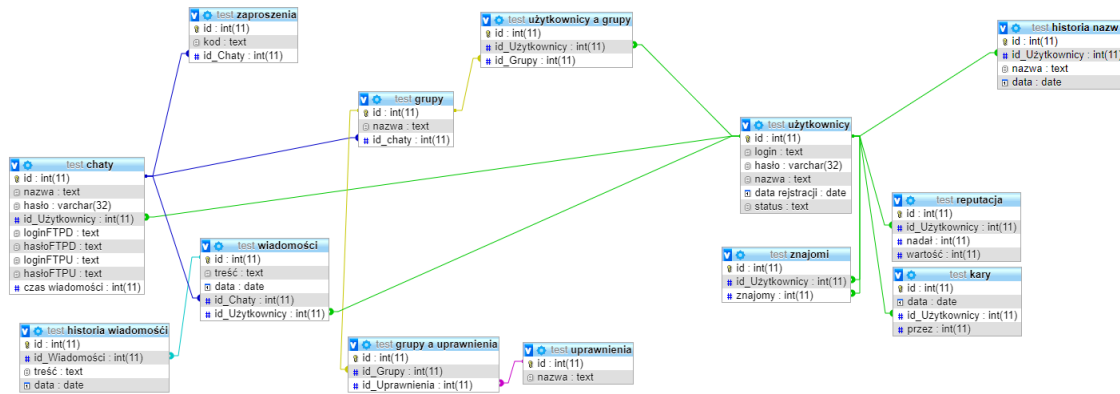 test zaproszenia
id : int(11)
kod : text
id_Chaty : int(11)
test użytkownicy a grupy
id : int(11)
id_Użytkownicy : int(11)
id_Grupy : int(11)
test historia nazw
id : int(11)
id_Użytkownicy : int(11)
nazwa : text
data : date
test grupy
id : int(11)
nazwa : text
id_chaty : int(11)
test użytkownicy
id : int(11)
login : text
hasło : varchar(32)
nazwa : text
data rejstracji : date
status : text
test chaty
id : int(11)
nazwa : text
hasło : varchar(32)
id_Użytkownicy : int(11)
loginFTPD : text
hasłoFTPD : text
loginFTPU : text
hasłoFTPU : text
czas wiadomości : int(11)
test reputacja
id : int(11)
id_Użytkownicy : int(11)
nadał : int(11)
wartość : int(11)
test wiadomości
id : int(11)
treść : text
data : date
id_Chaty : int(11)
id_Użytkownicy : int(11)
test znajomi
id : int(11)
id_Użytkownicy : int(11)
znajomy : int(11)
test kary
id : int(11)
data : date
id_Użytkownicy : int(11)
przez : int(11)
test historia wiadomośći
id : int(11)
id_Wiadomości : int(11)
treść : text
data : date
test grupy a uprawnienia
id : int(11)
id_Grupy : int(11)
id_Uprawnienia : int(11)
test uprawnienia
id : int(11)
nazwa : text